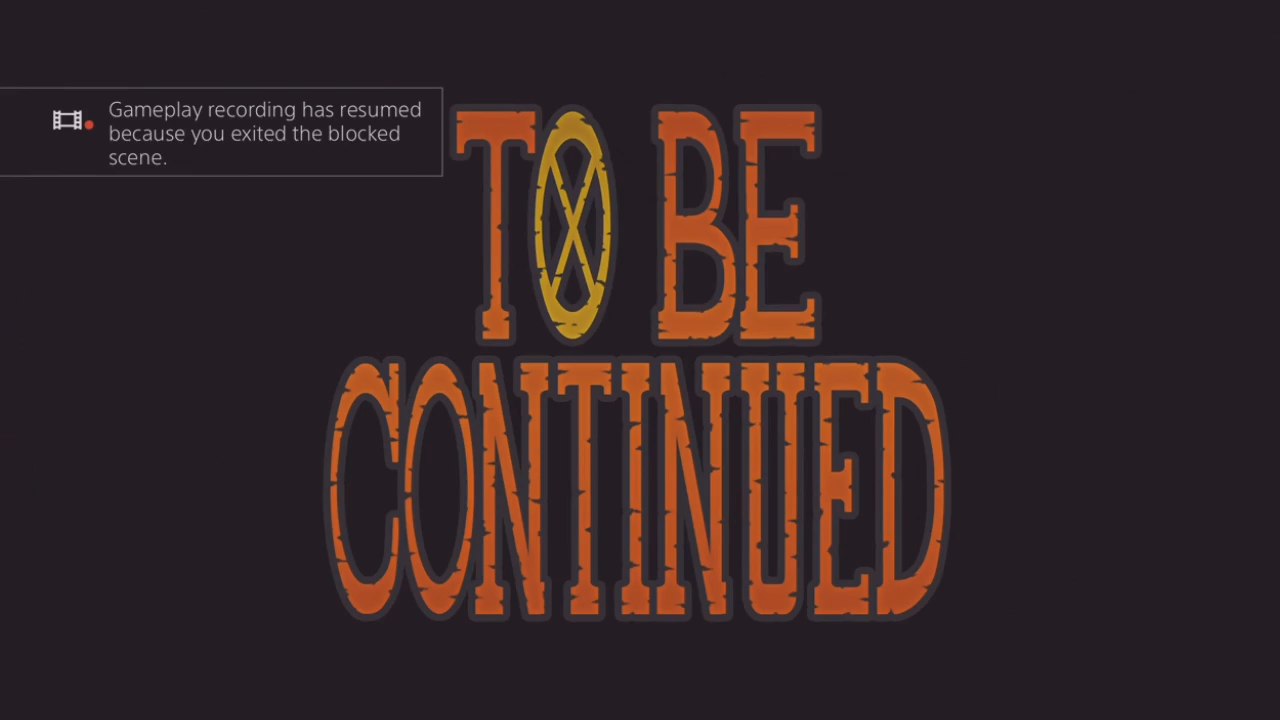 Gameplay recording has resumed
because you exited the blocked
scene.
TO BE
CONTINUED